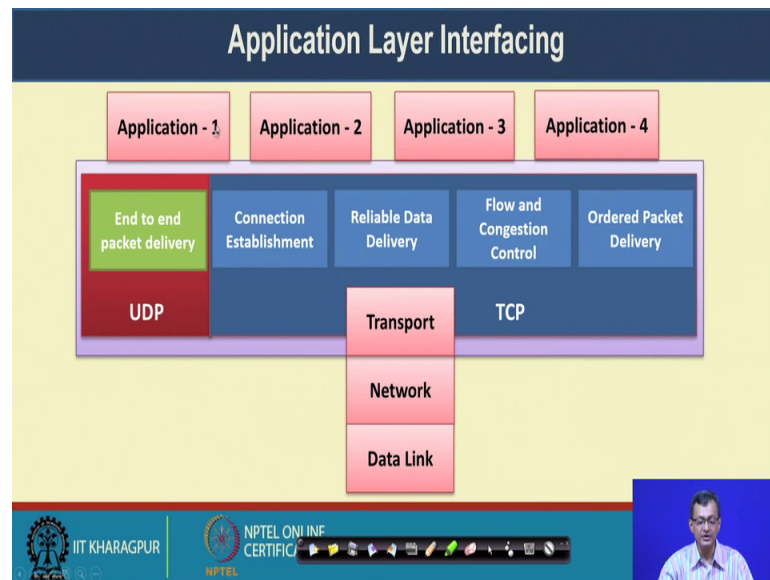 Application Layer Interfacing
Application - 1
Application - 2
Application - 3
Application - 4
End to end
packet delivery
Connection
Establishment
Reliable Data
Delivery
Flow and
Congestion
Control
Ordered Packet
Delivery
UDP
TCP
Transport
Network
Data Link
IIT KHARAGPUR
NPTEL ONLINE
CERTIFICA
NPTEL